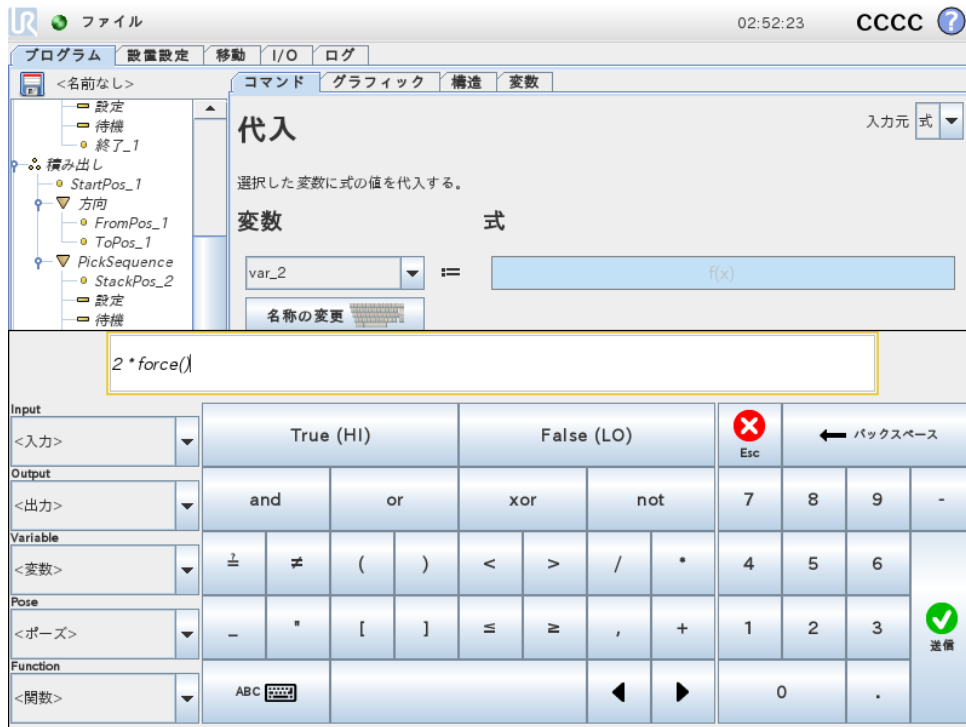 UR ファイル 02:52:23 CCCC ?
プログラム 設置設定 移動 I/O ログ
<名前なし> コマンド グラフィック 構造 変数
設定
待機
終了_1
積み出し
StartPos_1
方向
FromPos_1
ToPos_1
PickSequence
StackPos_2
設定
待機
代入
入力元 式
選択した変数に式の値を代入する。
変数 式
var_2 := f(x)
名称の変更
2 * force()
Input
<入力> True (HI) False (LO) Esc バックスペース
Output
<出力> and or xor not 7 8 9 -
Variable
<変数> ≟ ≠ ( ) < > / * 4 5 6
Pose
<ポーズ> _ " [ ] ≤ ≥ , + 1 2 3 送信
Function
<関数> ABC 0 .